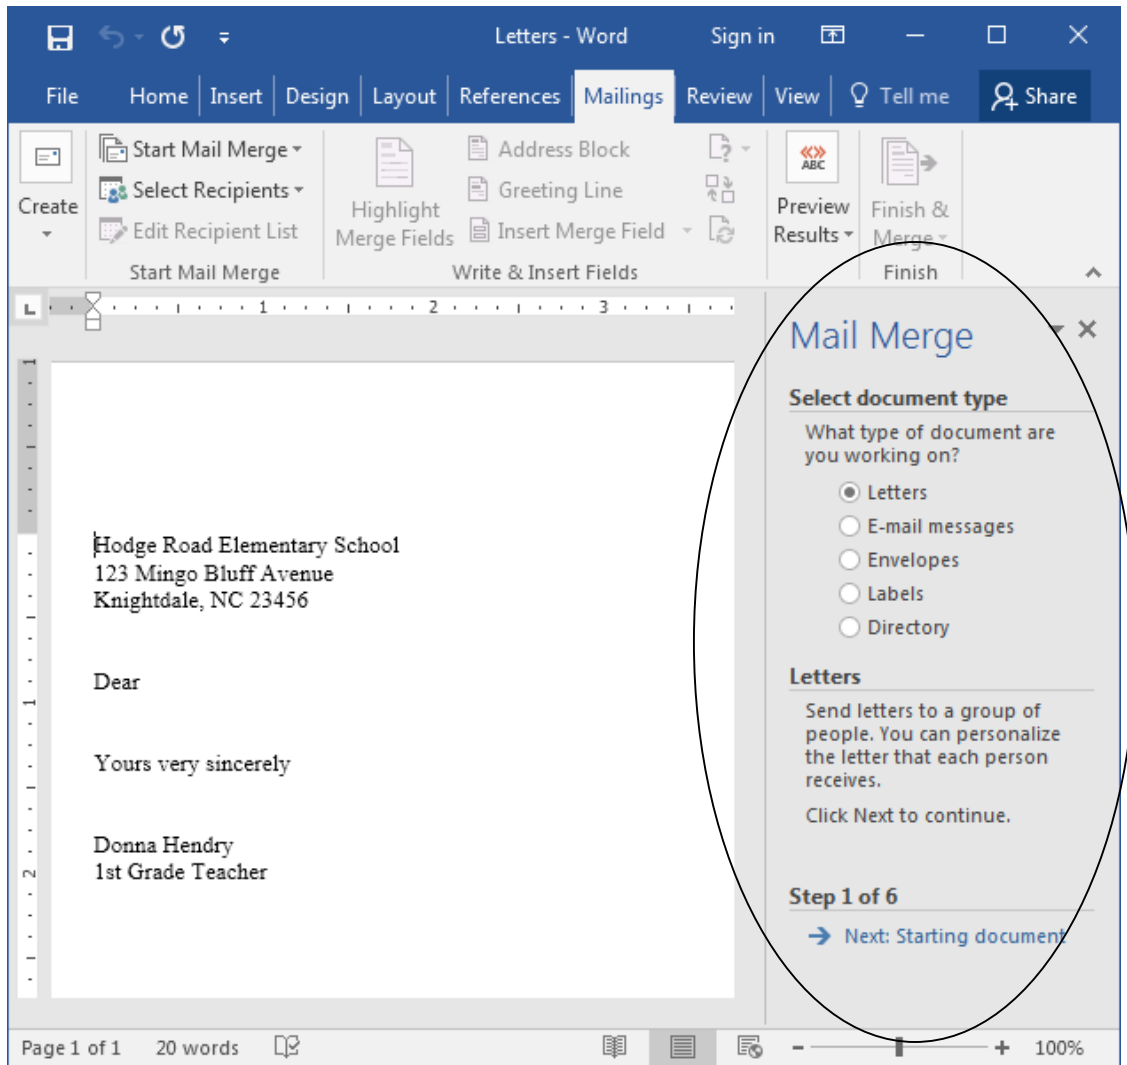 Letters - Word Sign in
File Home Insert Design Layout References Mailings Review View Tell me Share
Create
Start Mail Merge
Select Recipients
Edit Recipient List
Start Mail Merge
Highlight
Merge Fields
Address Block
Greeting Line
Insert Merge Field
Write & Insert Fields
ABC
Preview
Results
Finish &
Merge
Finish
L
1 2 3
Mail Merge
Select document type
What type of document are
you working on?
Letters
E-mail messages
Envelopes
Labels
Directory
Letters
Send letters to a group of
people. You can personalize
the letter that each person
receives.
Click Next to continue.
Step 1 of 6
Next: Starting document
1
1
2
Hodge Road Elementary School
123 Mingo Bluff Avenue
Knightdale, NC 23456
Dear
Yours very sincerely
Donna Hendry
1st Grade Teacher
Page 1 of 1 20 words 100%